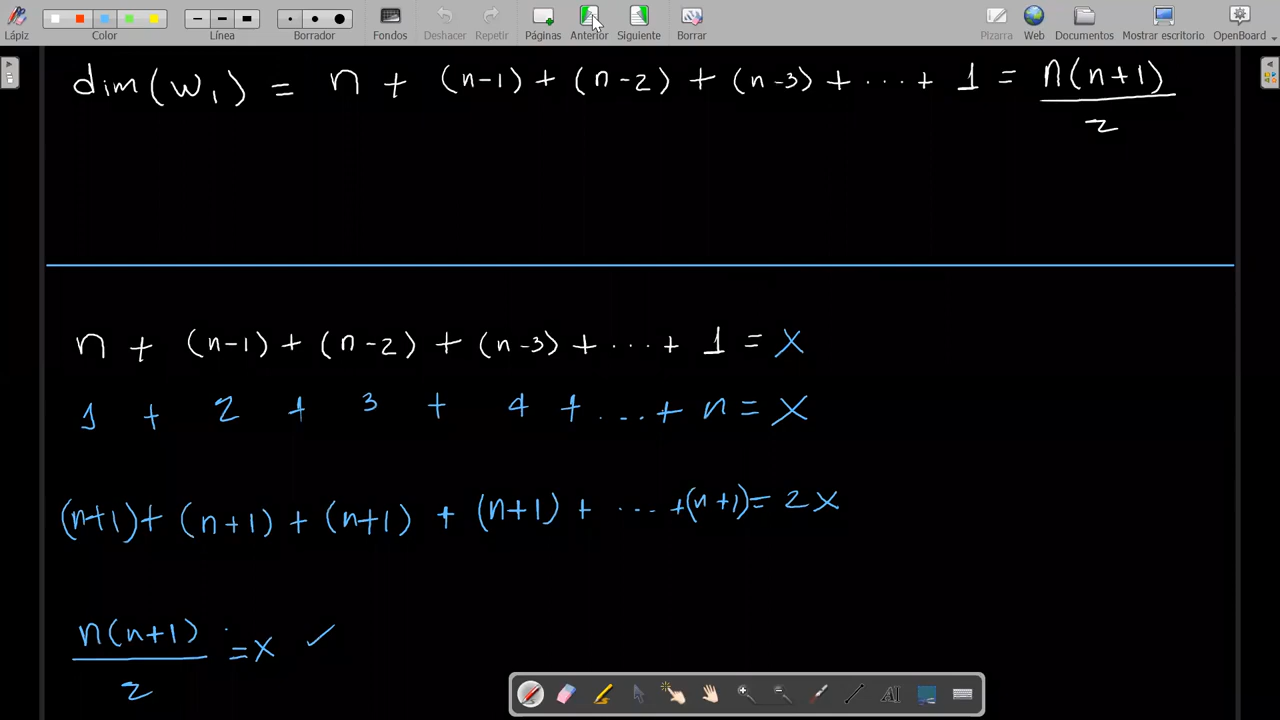 Lápiz Color Línea Borrador Fondos Deshacer Repetir Páginas Anterior Siguiente Borrar Pizarra Web Documentos Mostrar escritorio OpenBoard
dim(W₁) = n + (n-1) + (n-2) + (n-3) + ... + 1 = n(n+1)/2
n + (n-1) + (n-2) + (n-3) + ... + 1 = X
1 + 2 + 3 + 4 + ... + n = X
(n+1) + (n+1) + (n+1) + (n+1) + ... + (n+1) = 2X
n(n+1)/2 = X ✓
AI